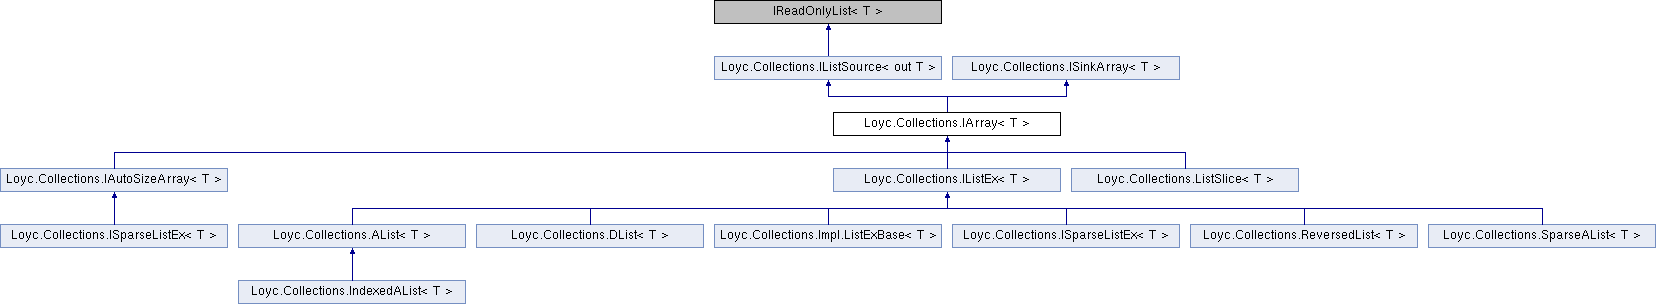 IReadOnlyList< T >
Loyc.Collections.IListSource< out T >
Loyc.Collections.ISinkArray< T >
Loyc.Collections.IArray< T >
Loyc.Collections.IAutoSizeArray< T >
Loyc.Collections.IListEx< T >
Loyc.Collections.ListSlice< T >
Loyc.Collections.ISparseListEx< T >
Loyc.Collections.AList< T >
Loyc.Collections.DList< T >
Loyc.Collections.Impl.ListExBase< T >
Loyc.Collections.ISparseListEx< T >
Loyc.Collections.ReversedList< T >
Loyc.Collections.SparseAList< T >
Loyc.Collections.IndexedAList< T >